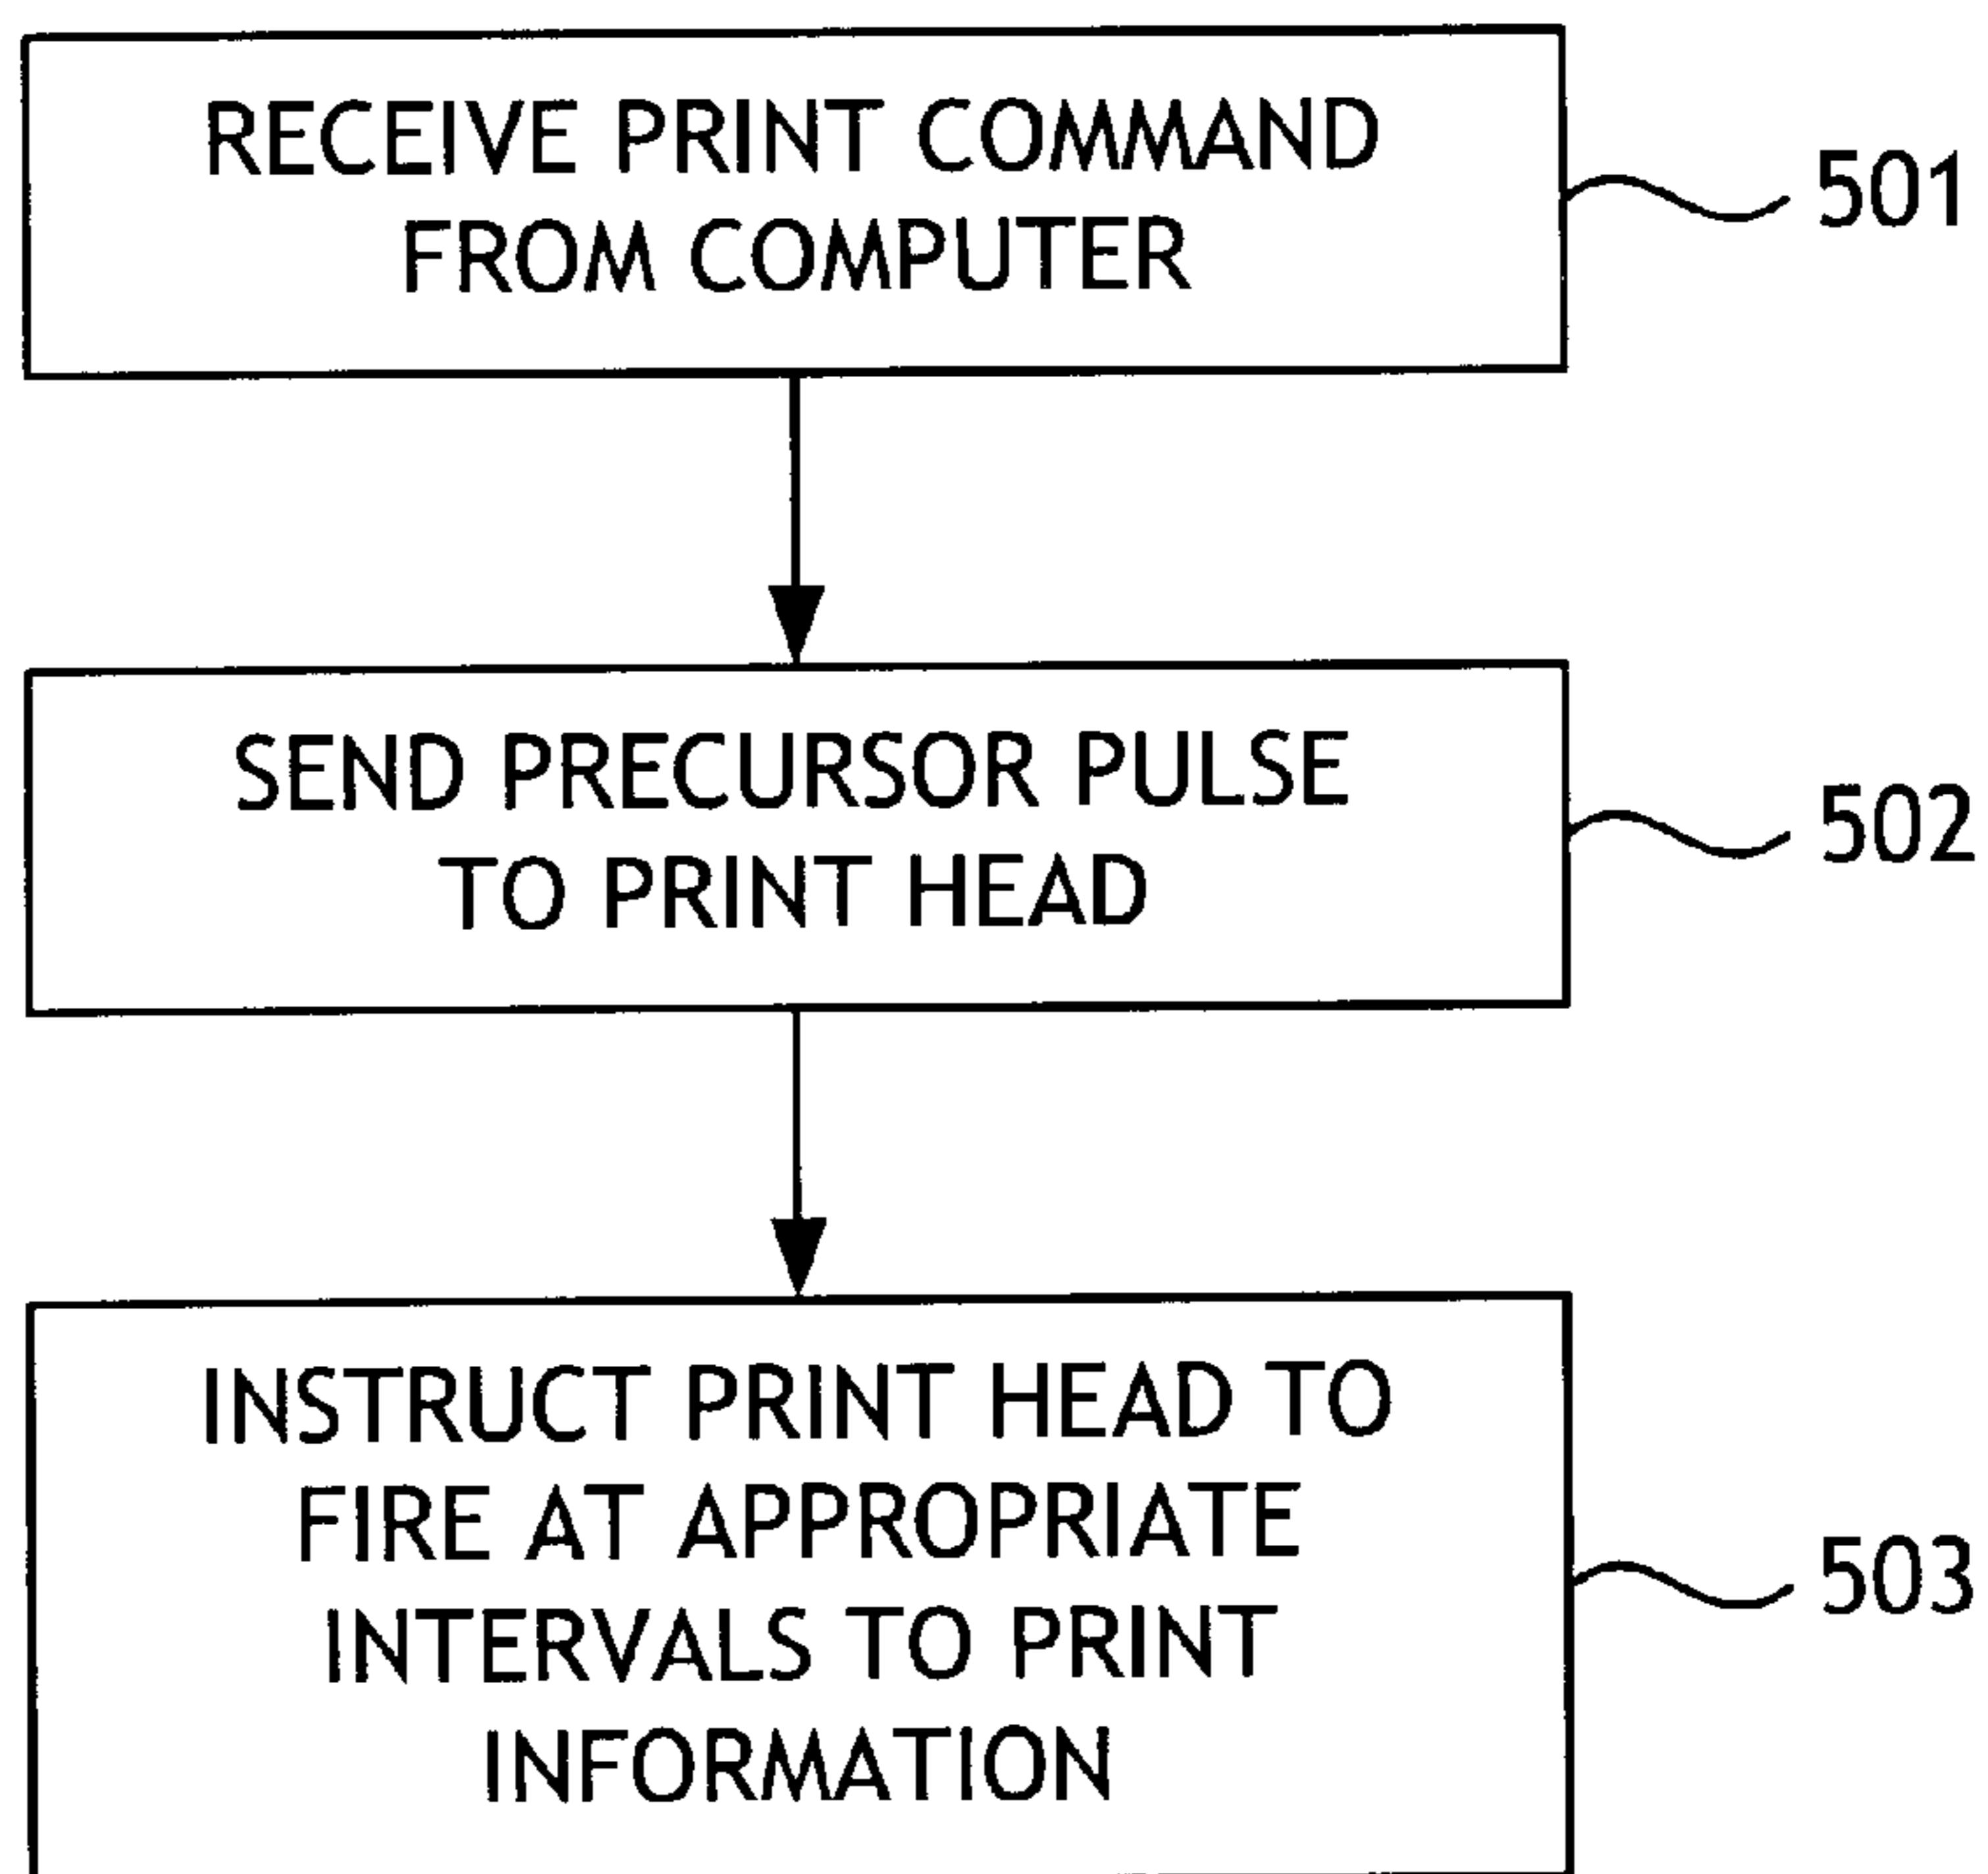 RECEIVE PRINT COMMAND
FROM COMPUTER
501
SEND PRECURSOR PULSE
TO PRINT HEAD
502
INSTRUCT PRINT HEAD TO
FIRE AT APPROPRIATE
INTERVALS TO PRINT
INFORMATION
503